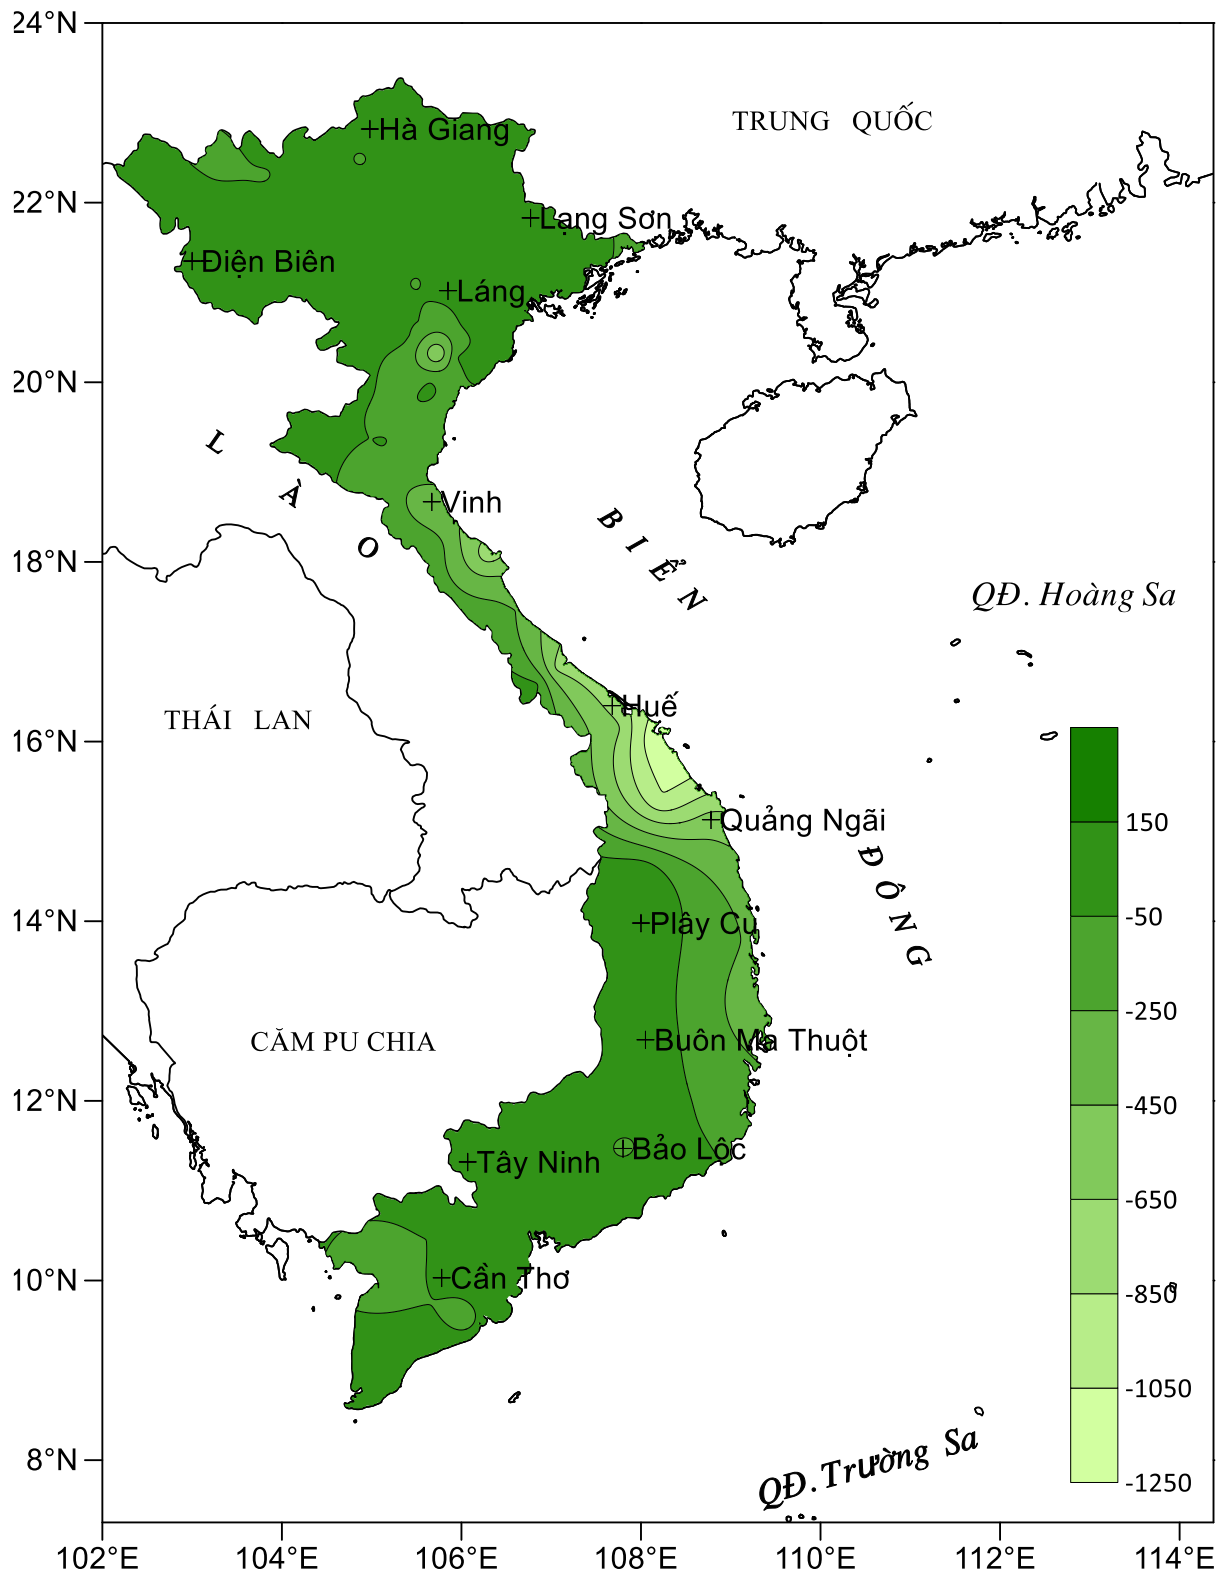 24°N
TRUNG QUỐC
Hà Giang
22°N
Lạng Sơn
Điện Biên
Láng
20°N
LÀO
Vinh
BIỂN
18°N
QĐ. Hoàng Sa
THÁI LAN
Huế
16°N
Quảng Ngãi
150
ĐÔNG
-50
14°N
Plây Cu
-250
CĂM PU CHIA
Buôn Ma Thuột
12°N
-450
Bảo Lộc
Tây Ninh
-650
10°N
Cần Thơ
-850
-1050
8°N
QĐ. Trường Sa
-1250
102°E
104°E
106°E
108°E
110°E
112°E
114°E